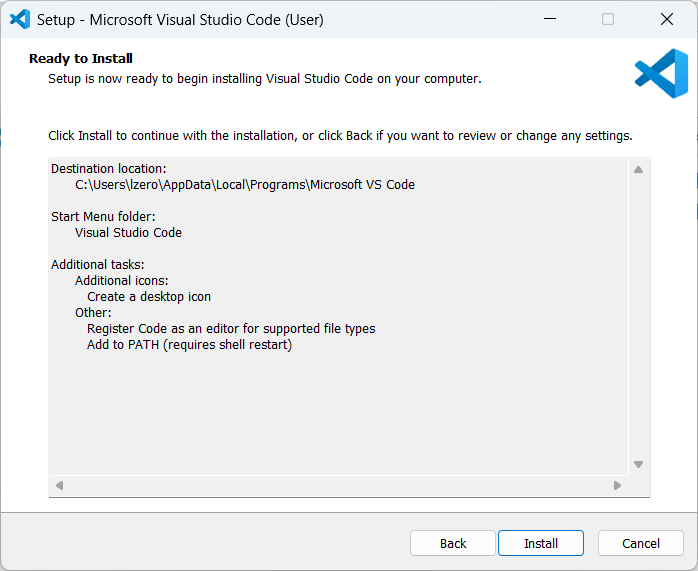 Setup - Microsoft Visual Studio Code (User)
Ready to Install
Setup is now ready to begin installing Visual Studio Code on your computer.
Click Install to continue with the installation, or click Back if you want to review or change any settings.
Destination location:
C:\Users\lzero\AppData\Local\Programs\Microsoft VS Code
Start Menu folder:
Visual Studio Code
Additional tasks:
Additional icons:
Create a desktop icon
Other:
Register Code as an editor for supported file types
Add to PATH (requires shell restart)
Back
Install
Cancel